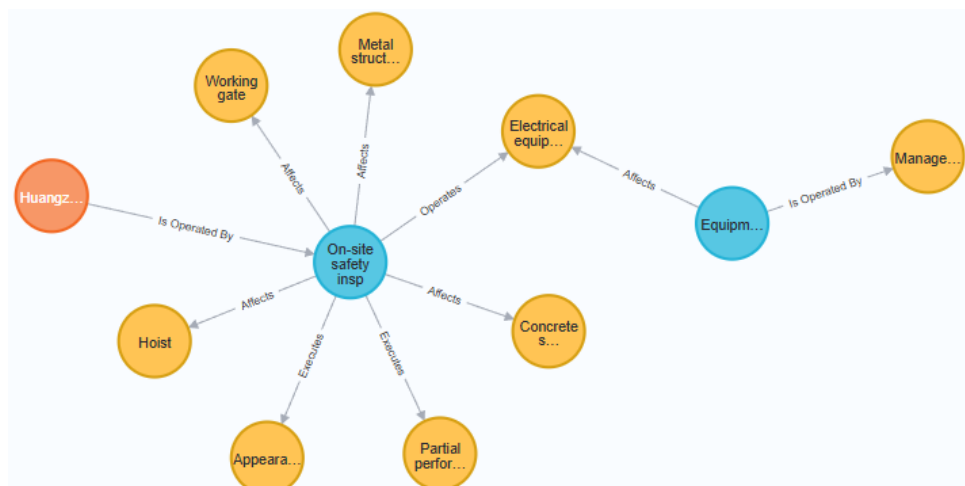 Metal
struct...
Working
gate
Electrical
equip...
Manage...
Affects
Affects
Affects
Huangz...
Operates
Is Operated By
Is Operated By
Equipm...
On-site
safety
insp
Affects
Affects
Concrete
s...
Hoist
Executes
Executes
Appeara...
Partial
perfor...